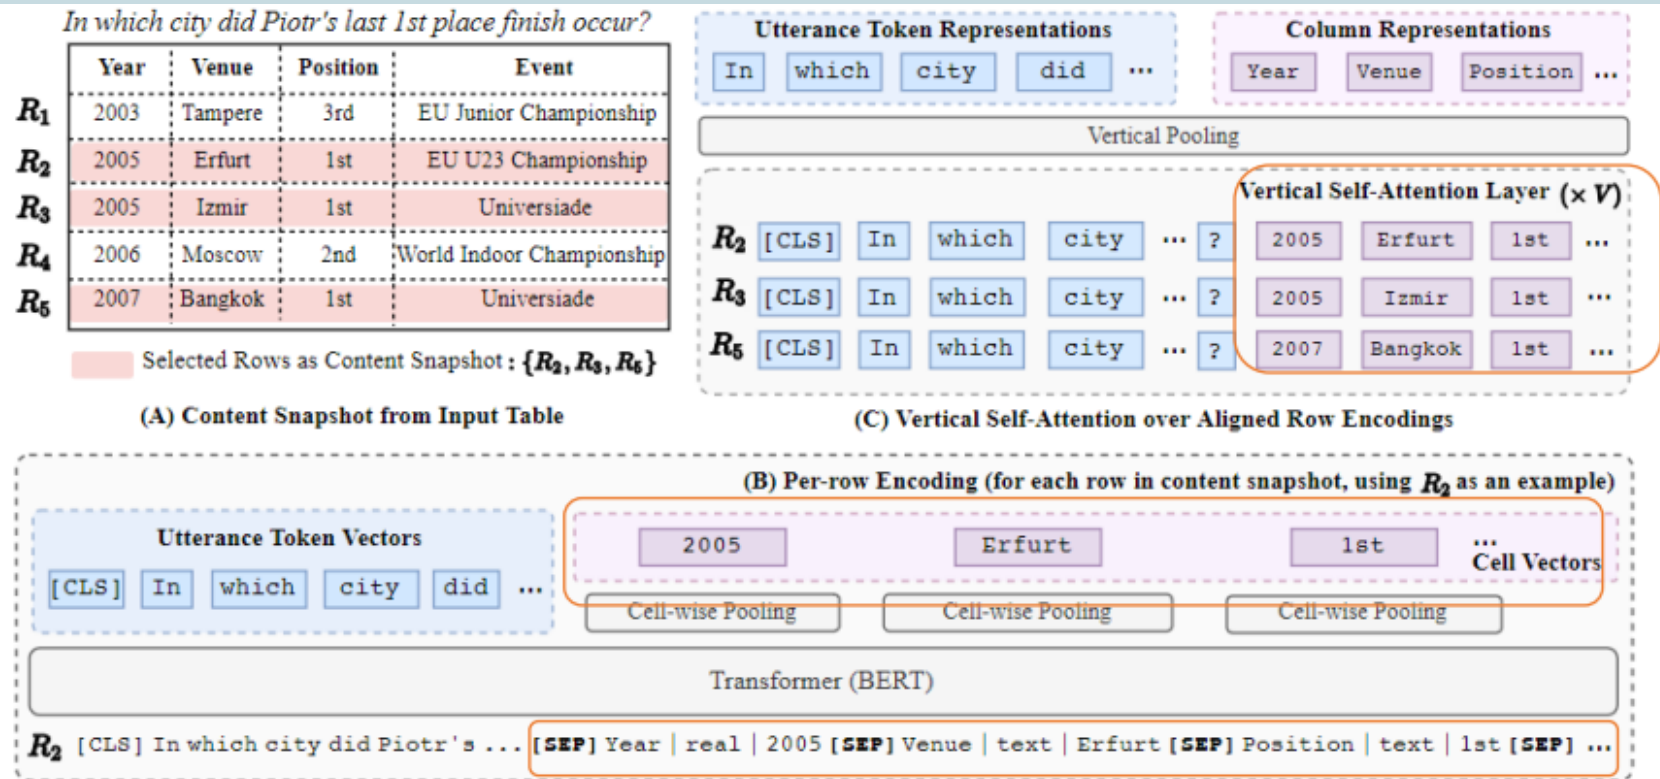 In which city did Piotr's last 1st place finish occur?
Year Venue Position Event
R1 2003 Tampere 3rd EU Junior Championship
R2 2005 Erfurt 1st EU U23 Championship
R3 2005 Izmir 1st Universiade
R4 2006 Moscow 2nd World Indoor Championship
R5 2007 Bangkok 1st Universiade
Selected Rows as Content Snapshot : {R2, R3, R5}
(A) Content Snapshot from Input Table
Utterance Token Representations
In which city did ...
Column Representations
Year Venue Position ...
Vertical Pooling
Vertical Self-Attention Layer (× V)
R2 [CLS] In which city ... ? 2005 Erfurt 1st ...
R3 [CLS] In which city ... ? 2005 Izmir 1st ...
R5 [CLS] In which city ... ? 2007 Bangkok 1st ...
(C) Vertical Self-Attention over Aligned Row Encodings
(B) Per-row Encoding (for each row in content snapshot, using R2 as an example)
Utterance Token Vectors
[CLS] In which city did ...
2005 Erfurt 1st ...
Cell Vectors
Cell-wise Pooling Cell-wise Pooling Cell-wise Pooling
Transformer (BERT)
R2 [CLS] In which city did Piotr's ... [SEP] Year | real | 2005 [SEP] Venue | text | Erfurt [SEP] Position | text | 1st [SEP] ...